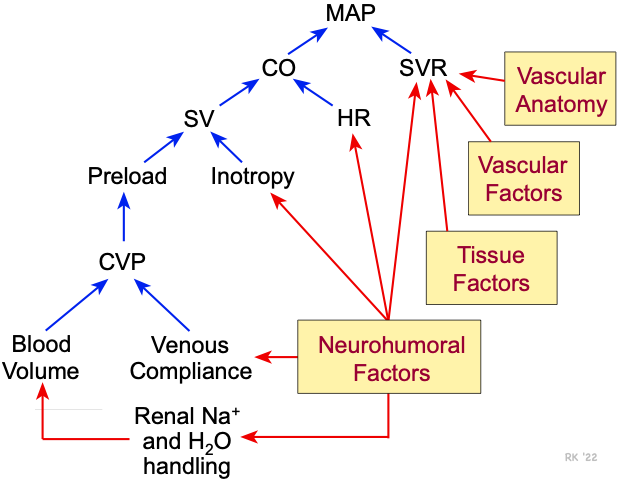 MAP
CO
SVR
Vascular
Anatomy
SV
HR
Preload
Inotropy
Vascular
Factors
CVP
Tissue
Factors
Blood
Volume
Venous
Compliance
Neurohumoral
Factors
Renal Na⁺
and H₂O
handling
RK '22